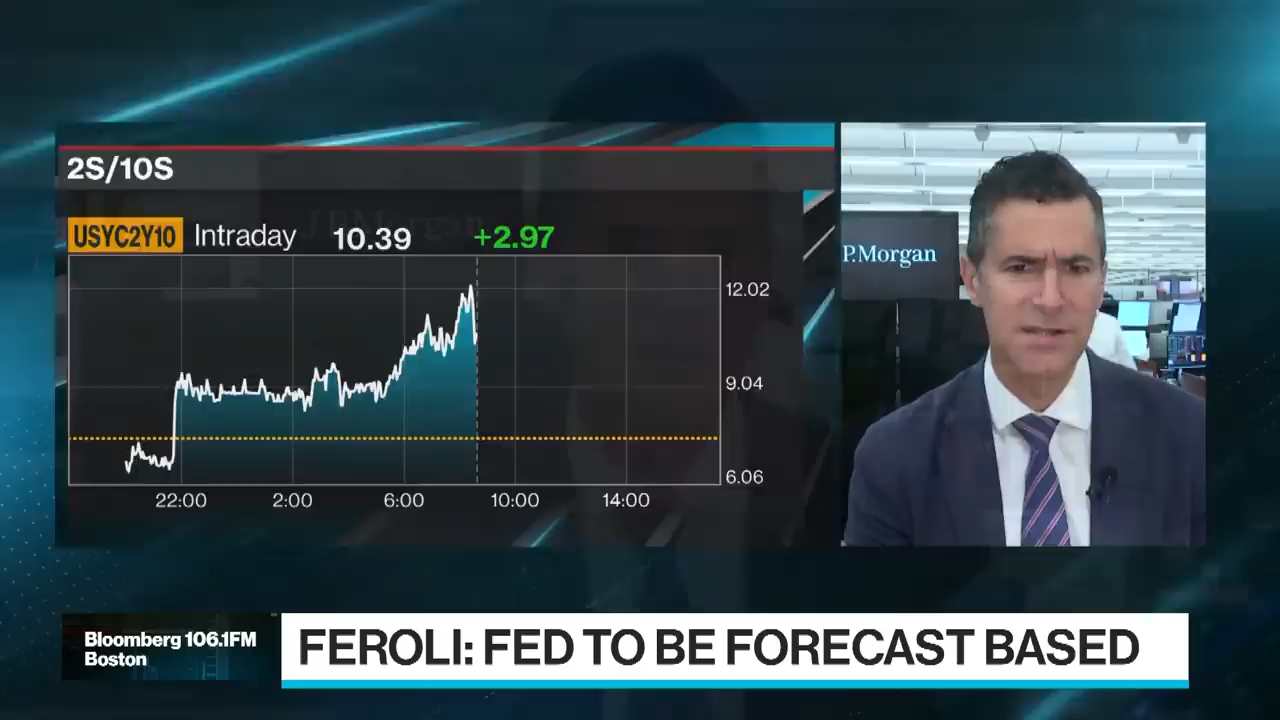 2S/10S
USYC2Y10 Intraday 10.39 +2.97
12.02
9.04
6.06
22:00 2:00 6:00 10:00 14:00
P.Morgan
Bloomberg 106.1FM
Boston
FEROLI: FED TO BE FORECAST BASED